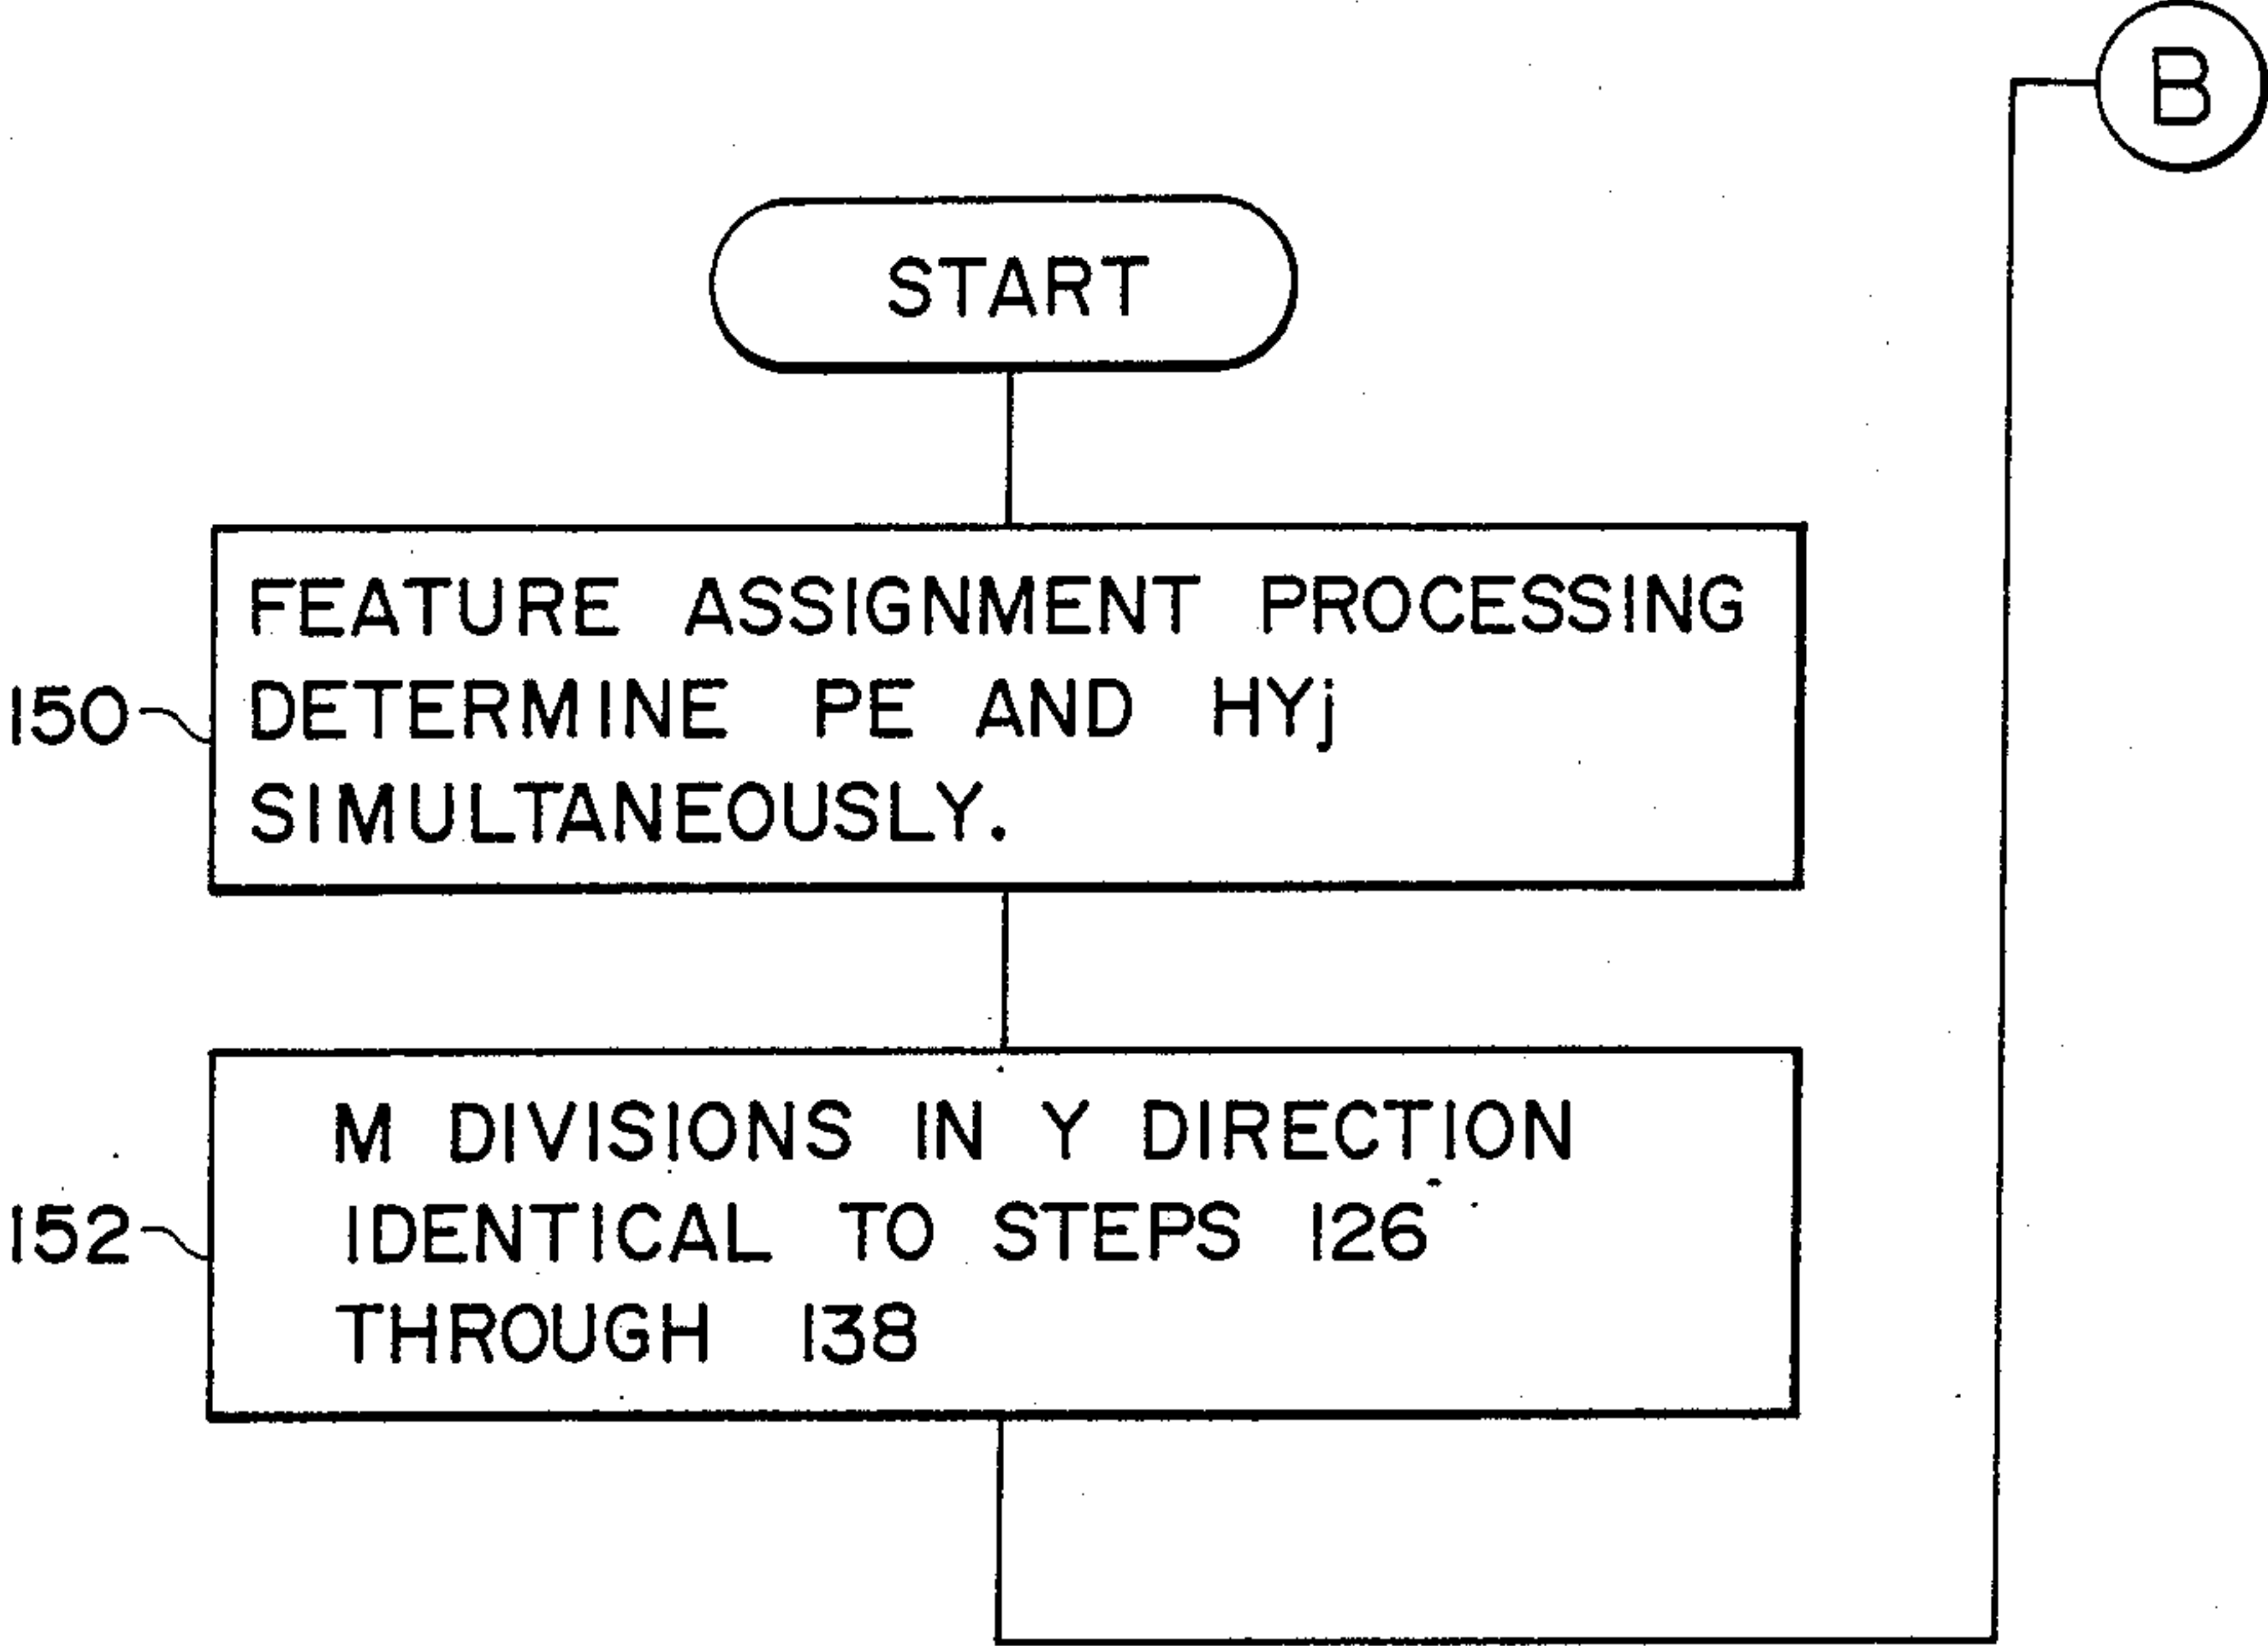 B
START
FEATURE ASSIGNMENT PROCESSING
DETERMINE PE AND HYj
SIMULTANEOUSLY.
150
M DIVISIONS IN Y DIRECTION
IDENTICAL TO STEPS 126
THROUGH 138
152